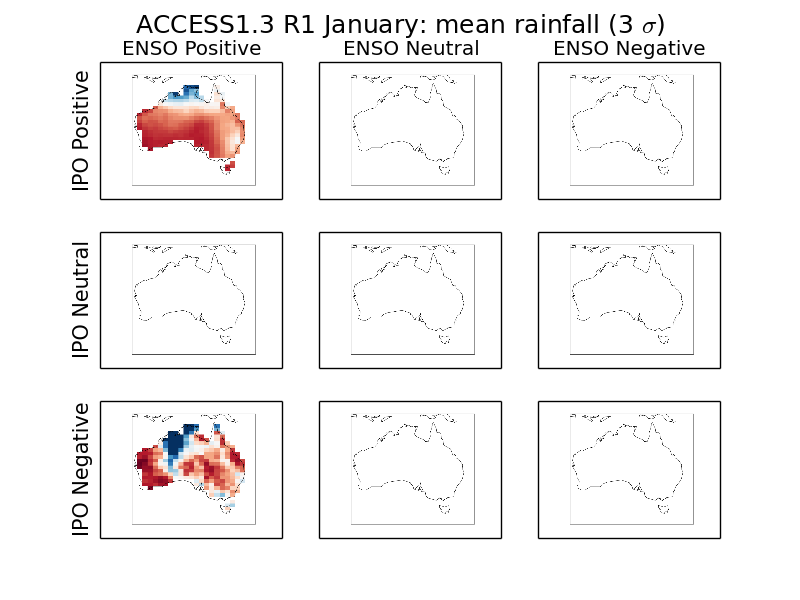 ACCESS1.3 R1 January: mean rainfall (3 σ)
ENSO Positive ENSO Neutral ENSO Negative
IPO Positive
IPO Neutral
IPO Negative